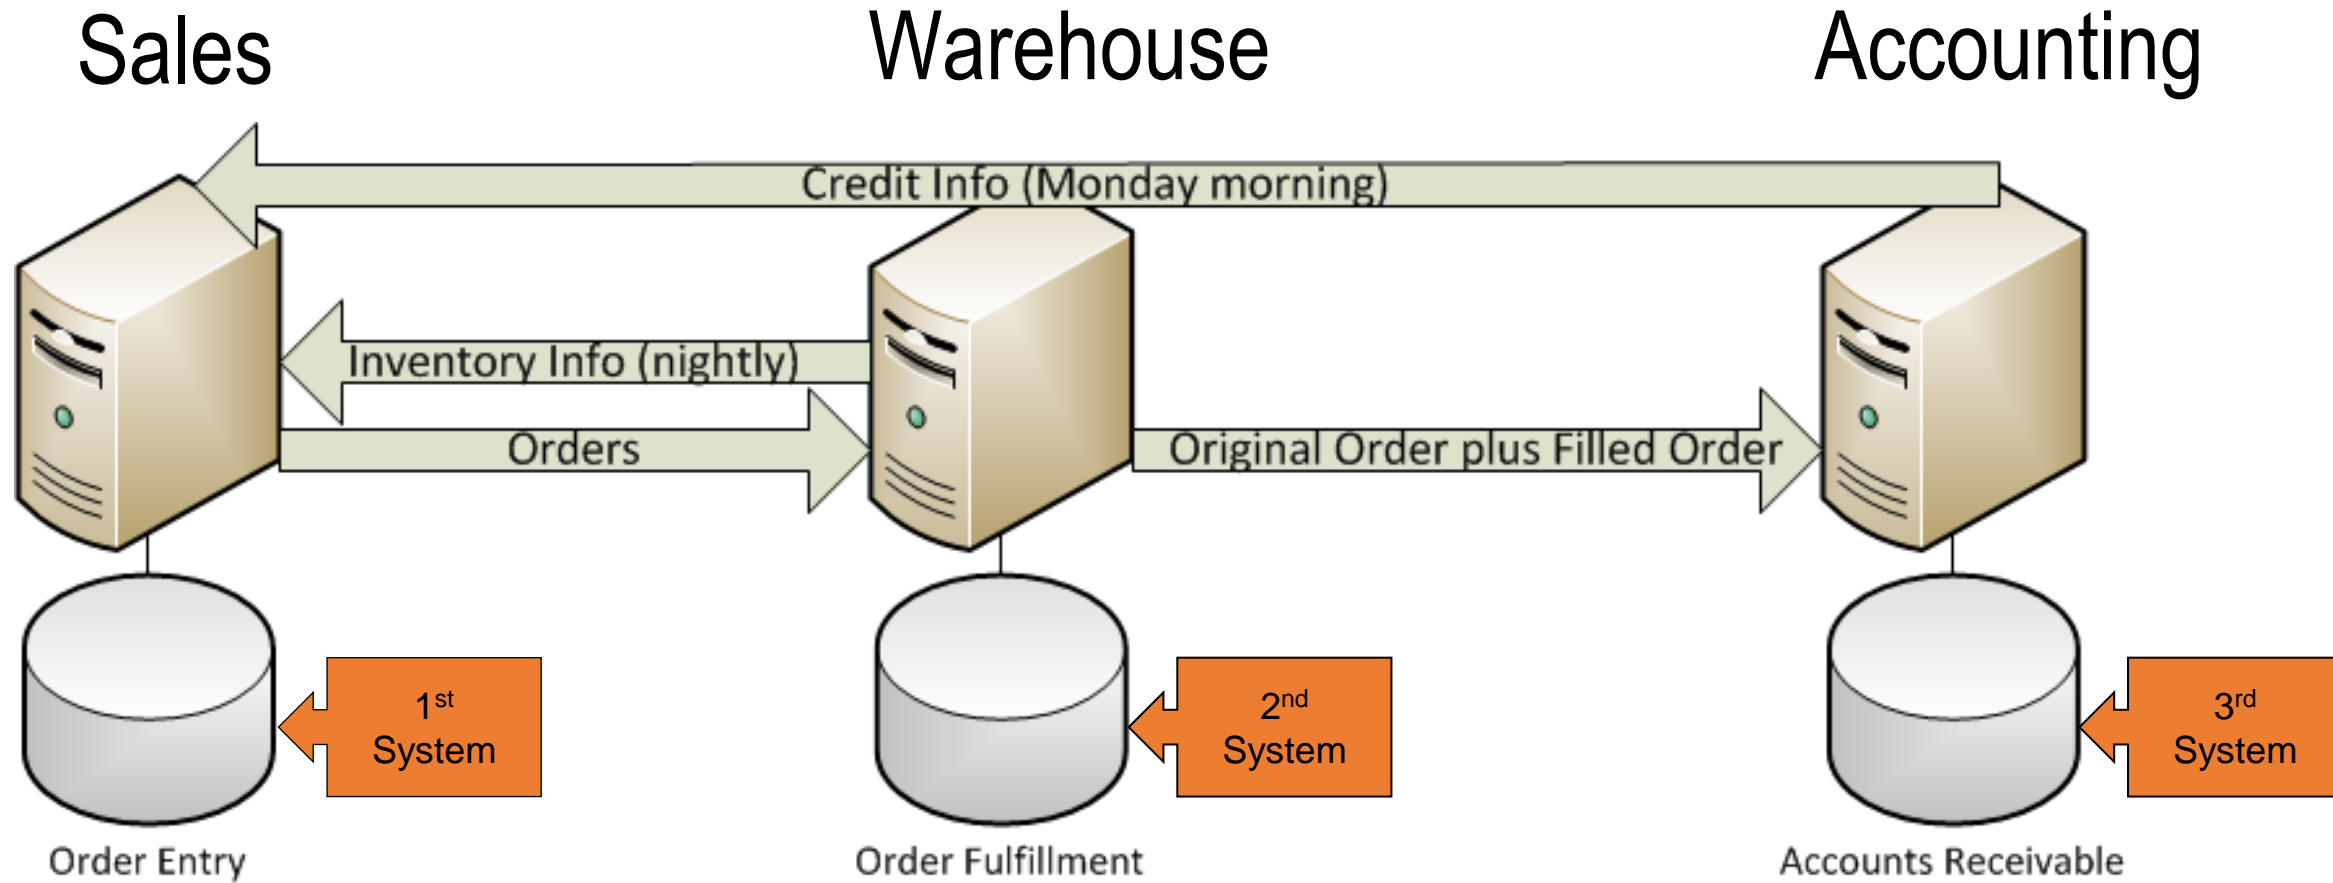 Sales
Warehouse
Accounting
Credit Info (Monday morning)
Inventory Info (nightly)
Orders
Original Order plus Filled Order
1st
System
2nd
System
3rd
System
Order Entry
Order Fulfillment
Accounts Receivable